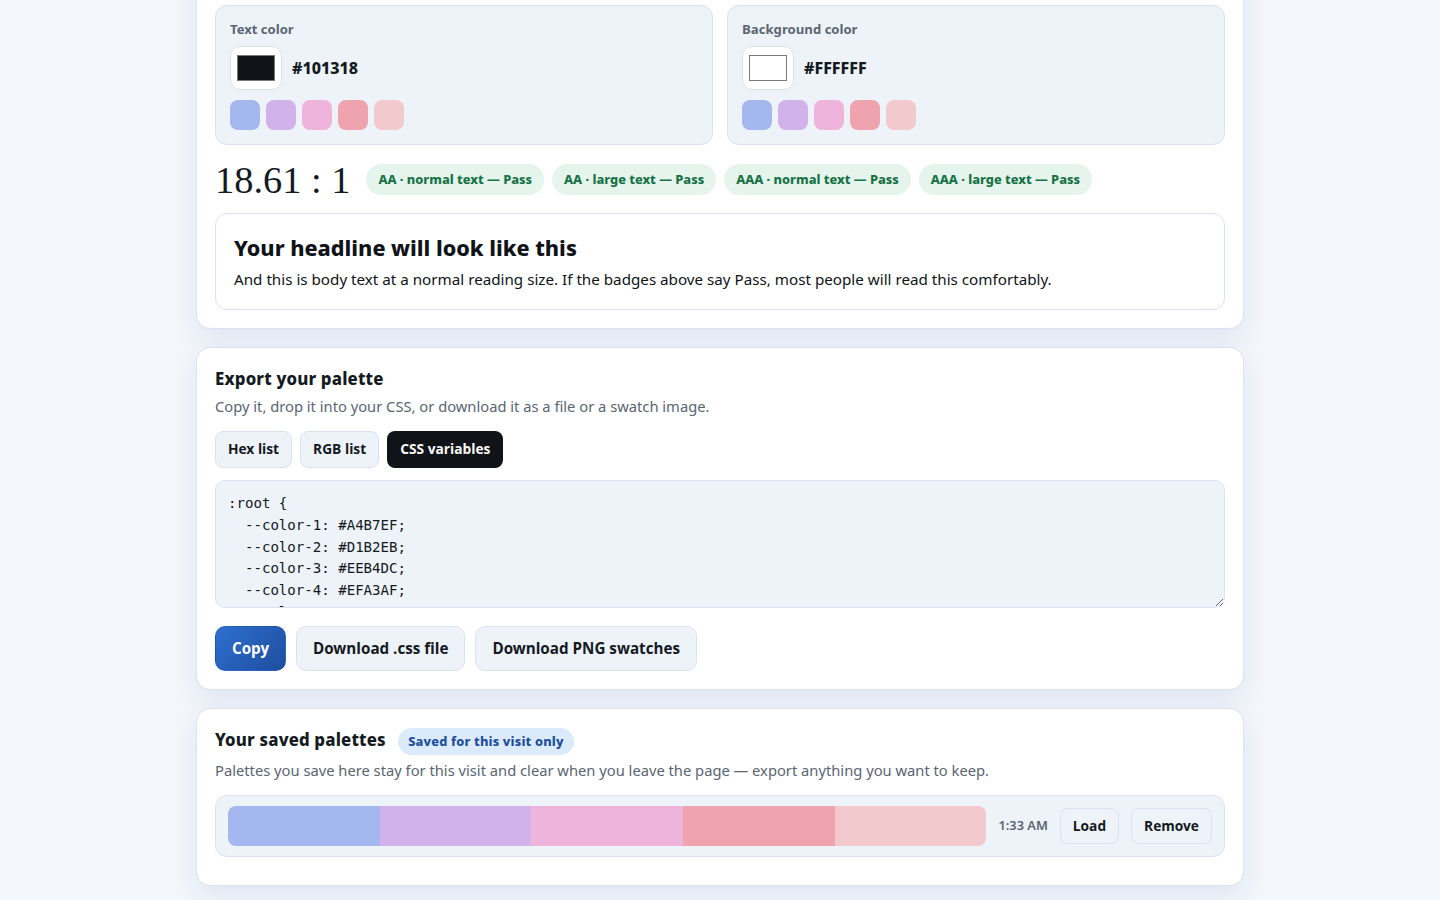 Text color
#101318
Background color
#FFFFFF
18.61 : 1
AA · normal text — Pass
AA · large text — Pass
AAA · normal text — Pass
AAA · large text — Pass
Your headline will look like this
And this is body text at a normal reading size. If the badges above say Pass, most people will read this comfortably.
Export your palette
Copy it, drop it into your CSS, or download it as a file or a swatch image.
Hex list
RGB list
CSS variables
:root {
--color-1: #A4B7EF;
--color-2: #D1B2EB;
--color-3: #EEB4DC;
--color-4: #EFA3AF;
Copy
Download .css file
Download PNG swatches
Your saved palettes
Saved for this visit only
Palettes you save here stay for this visit and clear when you leave the page — export anything you want to keep.
1:33 AM
Load
Remove